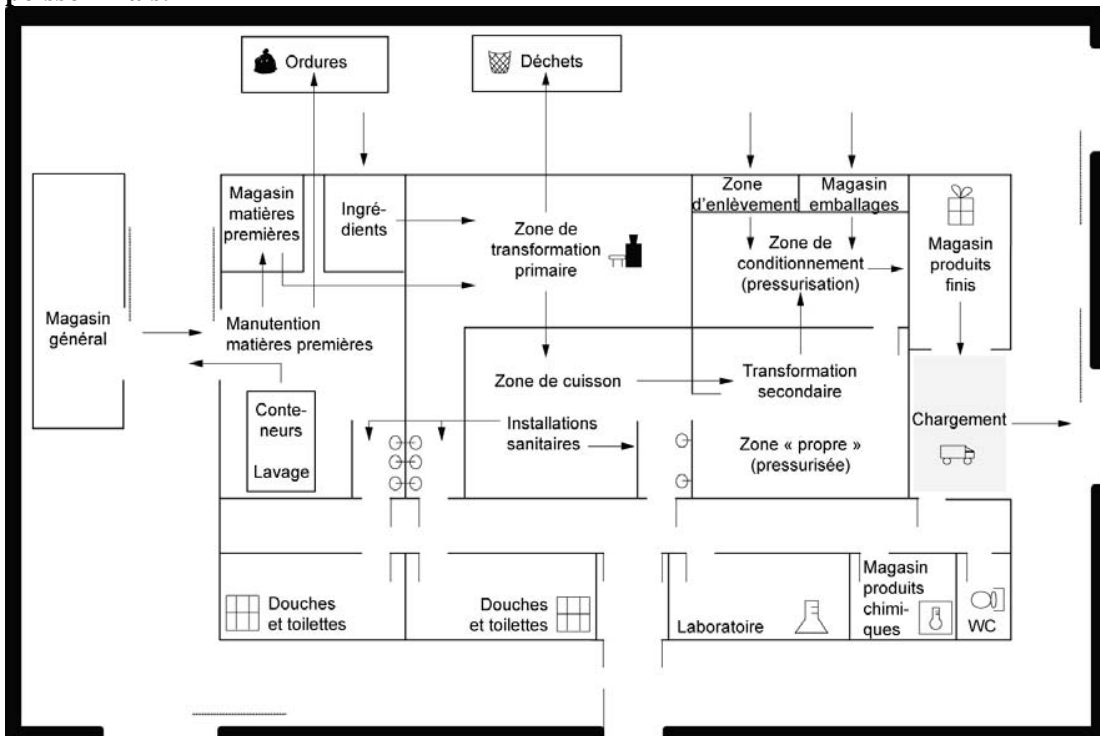 Ordures
Déchets
Magasin
matières
premières
Ingré-
dients
Zone de
transformation
primaire
Zone
d'enlèvement
Magasin
emballages
Zone de
conditionnement
(pressurisation)
Magasin
produits
finis
Magasin
général
Manutention
matières premières
Zone de cuisson
Transformation
secondaire
Conte-
neurs
Lavage
Installations
sanitaires
Zone « propre »
(pressurisée)
Chargement
Douches
et toilettes
Douches
et toilettes
Laboratoire
Magasin
produits
chimi-
ques
WC